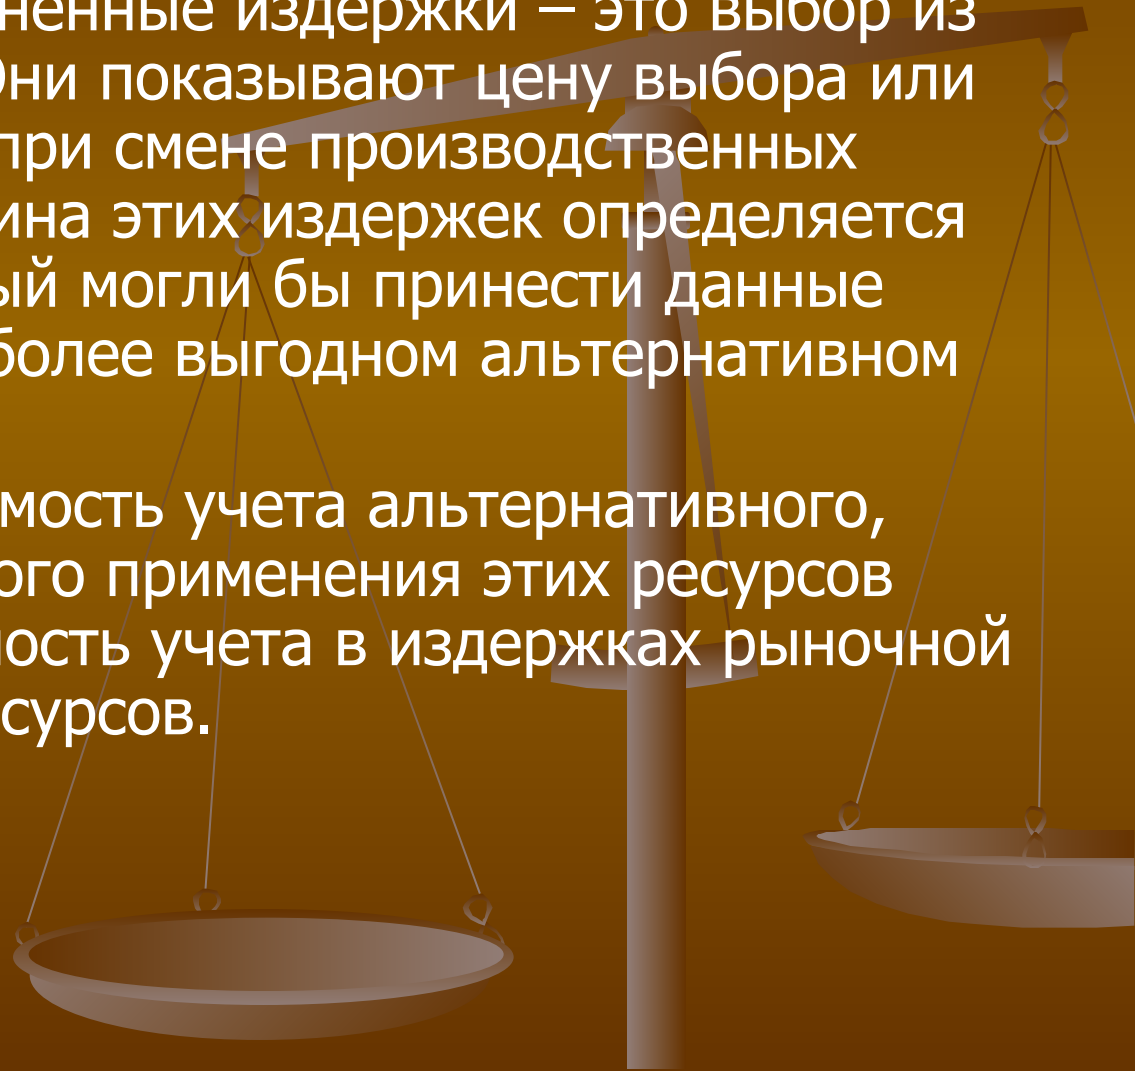 ненные издержки – это выбор из
Они показывают цену выбора или
при смене производственных
ина этих издержек определяется
ый могли бы принести данные
более выгодном альтернативном
мость учета альтернативного,
ого применения этих ресурсов
ность учета в издержках рыночной
сурсов.